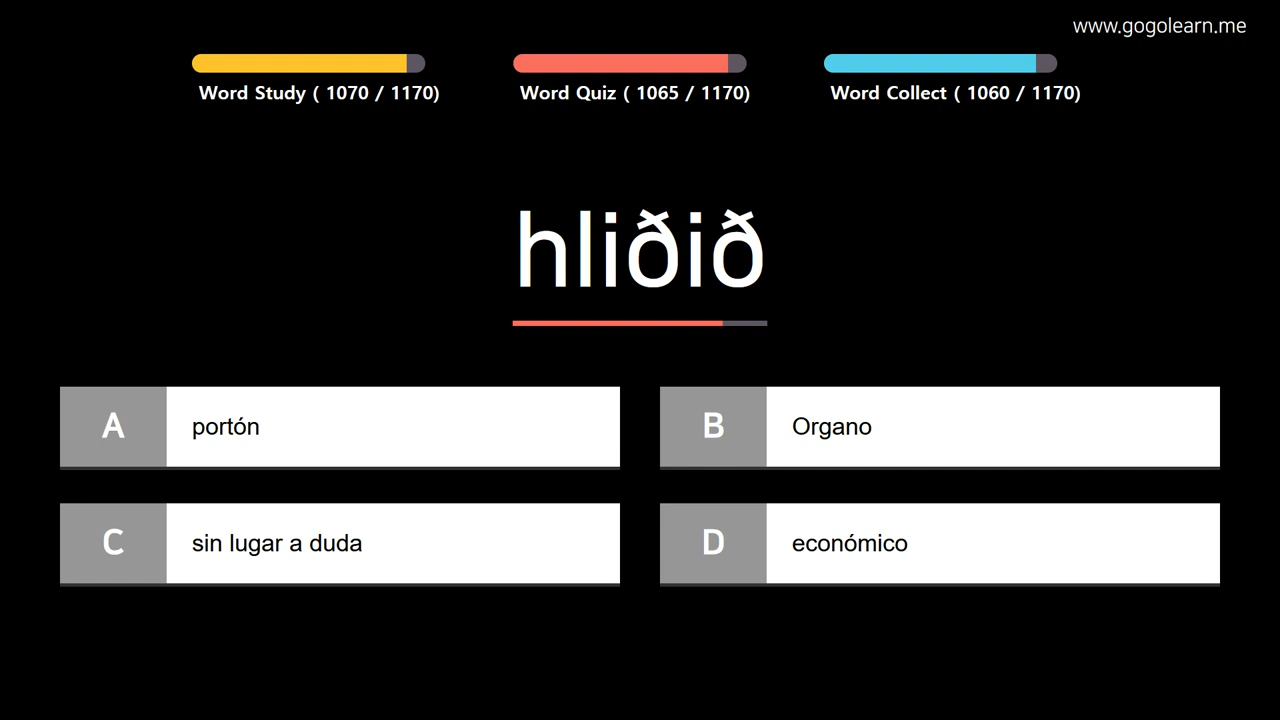 www.gogolearn.me
Word Study ( 1070 / 1170)
Word Quiz ( 1065 / 1170)
Word Collect ( 1060 / 1170)
hliðið
A portón
B Organo
C sin lugar a duda
D económico